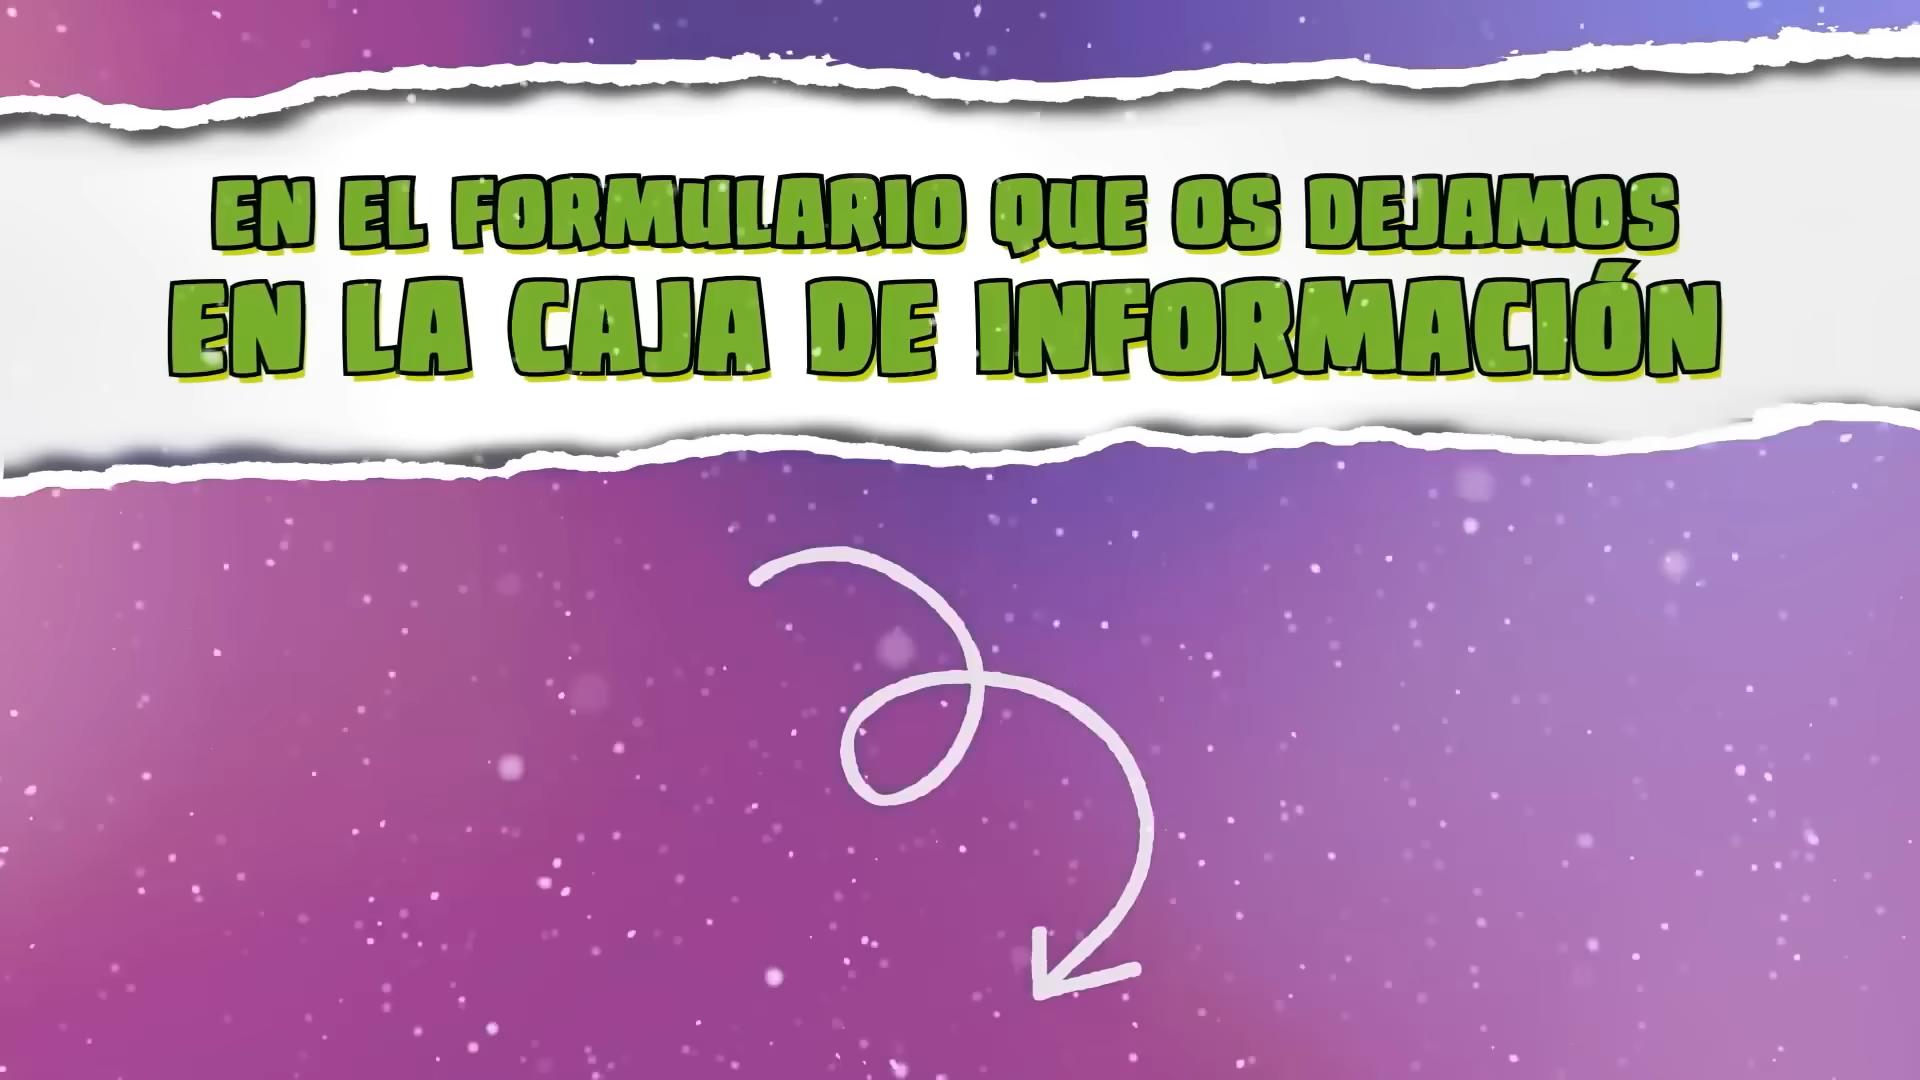 EN EL FORMULARIO QUE OS DEJAMOS
EN LA CAJA DE INFORMACIÓN